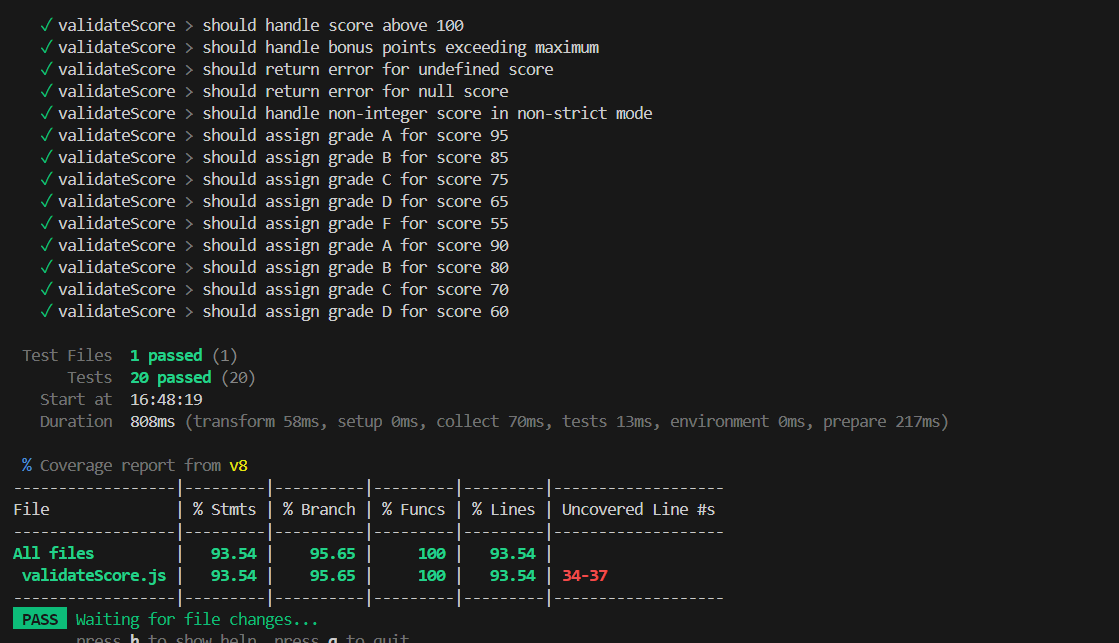 ✓ validateScore > should handle score above 100
✓ validateScore > should handle bonus points exceeding maximum
✓ validateScore > should return error for undefined score
✓ validateScore > should return error for null score
✓ validateScore > should handle non-integer score in non-strict mode
✓ validateScore > should assign grade A for score 95
✓ validateScore > should assign grade B for score 85
✓ validateScore > should assign grade C for score 75
✓ validateScore > should assign grade D for score 65
✓ validateScore > should assign grade F for score 55
✓ validateScore > should assign grade A for score 90
✓ validateScore > should assign grade B for score 80
✓ validateScore > should assign grade C for score 70
✓ validateScore > should assign grade D for score 60
Test Files 1 passed (1)
Tests 20 passed (20)
Start at 16:48:19
Duration 808ms (transform 58ms, setup 0ms, collect 70ms, tests 13ms, environment 0ms, prepare 217ms)
% Coverage report from v8
------------------|---------|----------|---------|---------|-------------------
File | % Stmts | % Branch | % Funcs | % Lines | Uncovered Line #s
------------------|---------|----------|---------|---------|-------------------
All files | 93.54 | 95.65 | 100 | 93.54 |
validateScore.js | 93.54 | 95.65 | 100 | 93.54 | 34-37
------------------|---------|----------|---------|---------|-------------------
PASS Waiting for file changes...
press h to show help, press q to quit